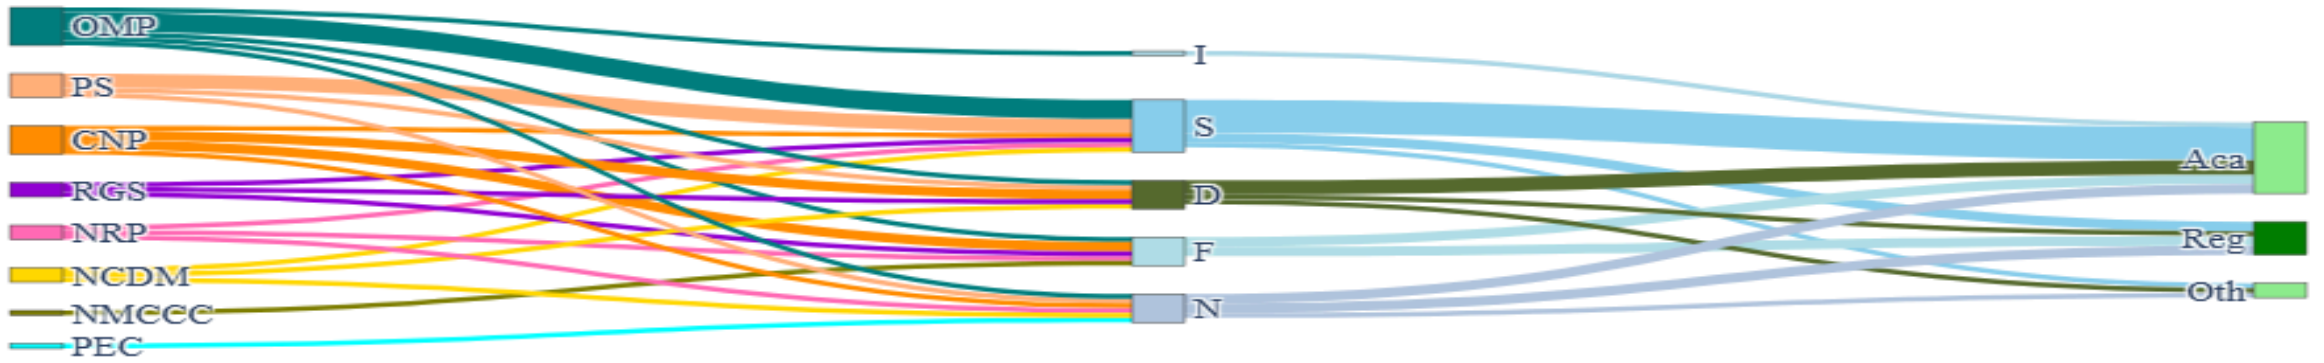 OMP
PS
CNP
RGS
NRP
NCDM
NMCCC
PEC
I
S
D
F
N
Aca
Reg
Oth